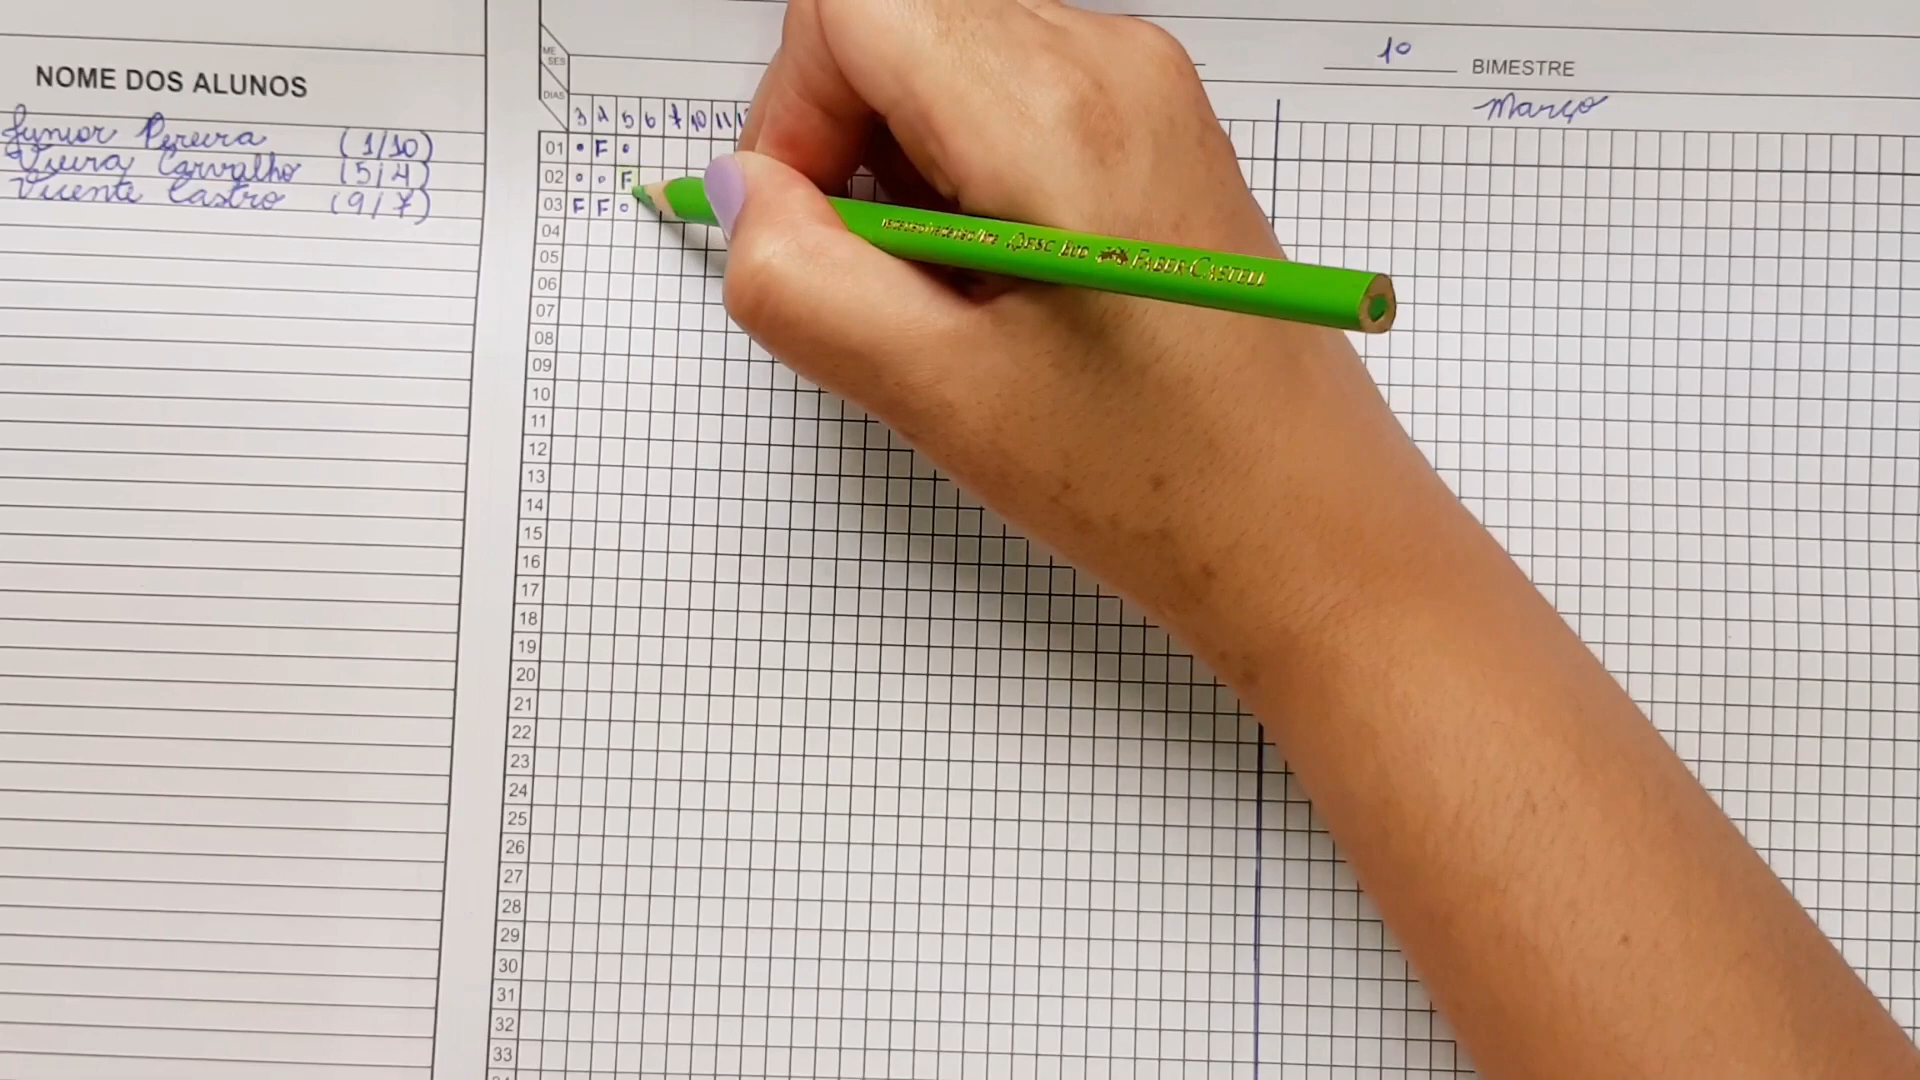 1º BIMESTRE
MESES
Março
NOME DOS ALUNOS
DIAS 3 4 5 6 7 10 11
Junior Pereira (1/10)
Vieira Carvalho (5/4)
Vicente Castro (9/7)
01 • F •
02 • • F
03 F F •
04
05
06
07
08
09
10
11
12
13
14
15
16
17
18
19
20
21
22
23
24
25
26
27
28
29
30
31
32
33
FABER-CASTELL